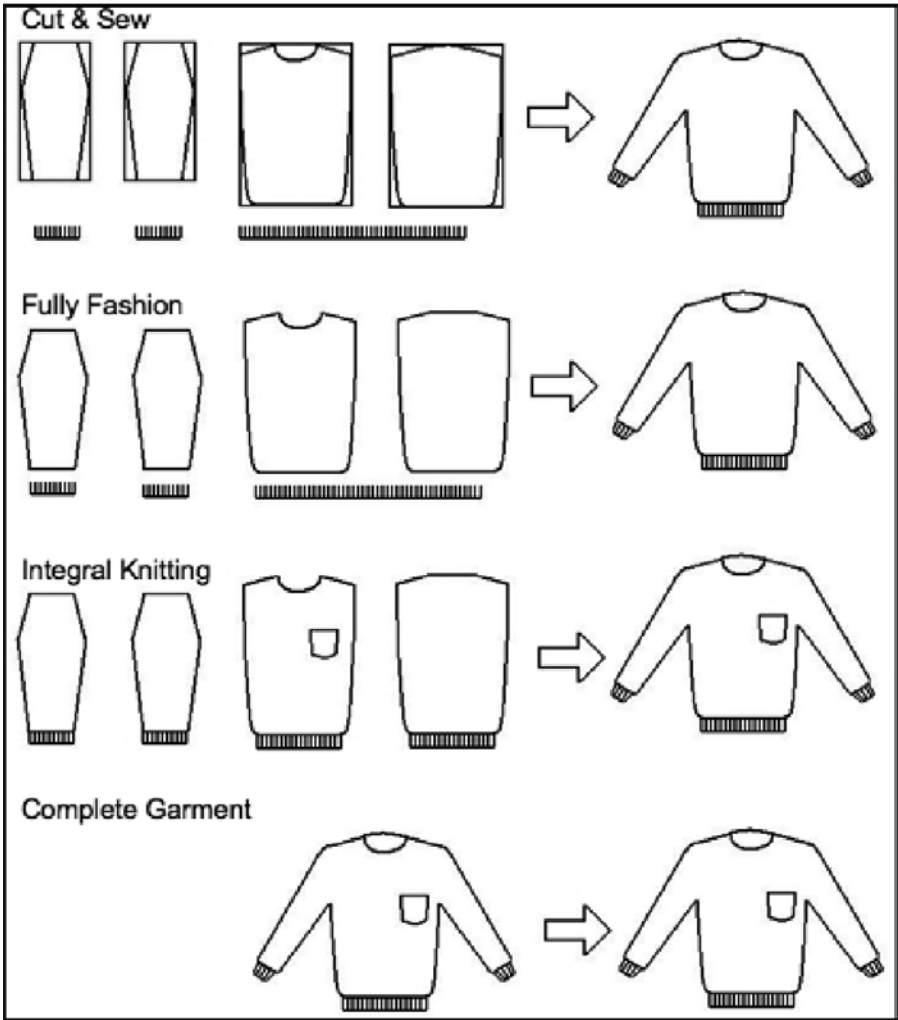 Cut & Sew
Fully Fashion
Integral Knitting
Complete Garment